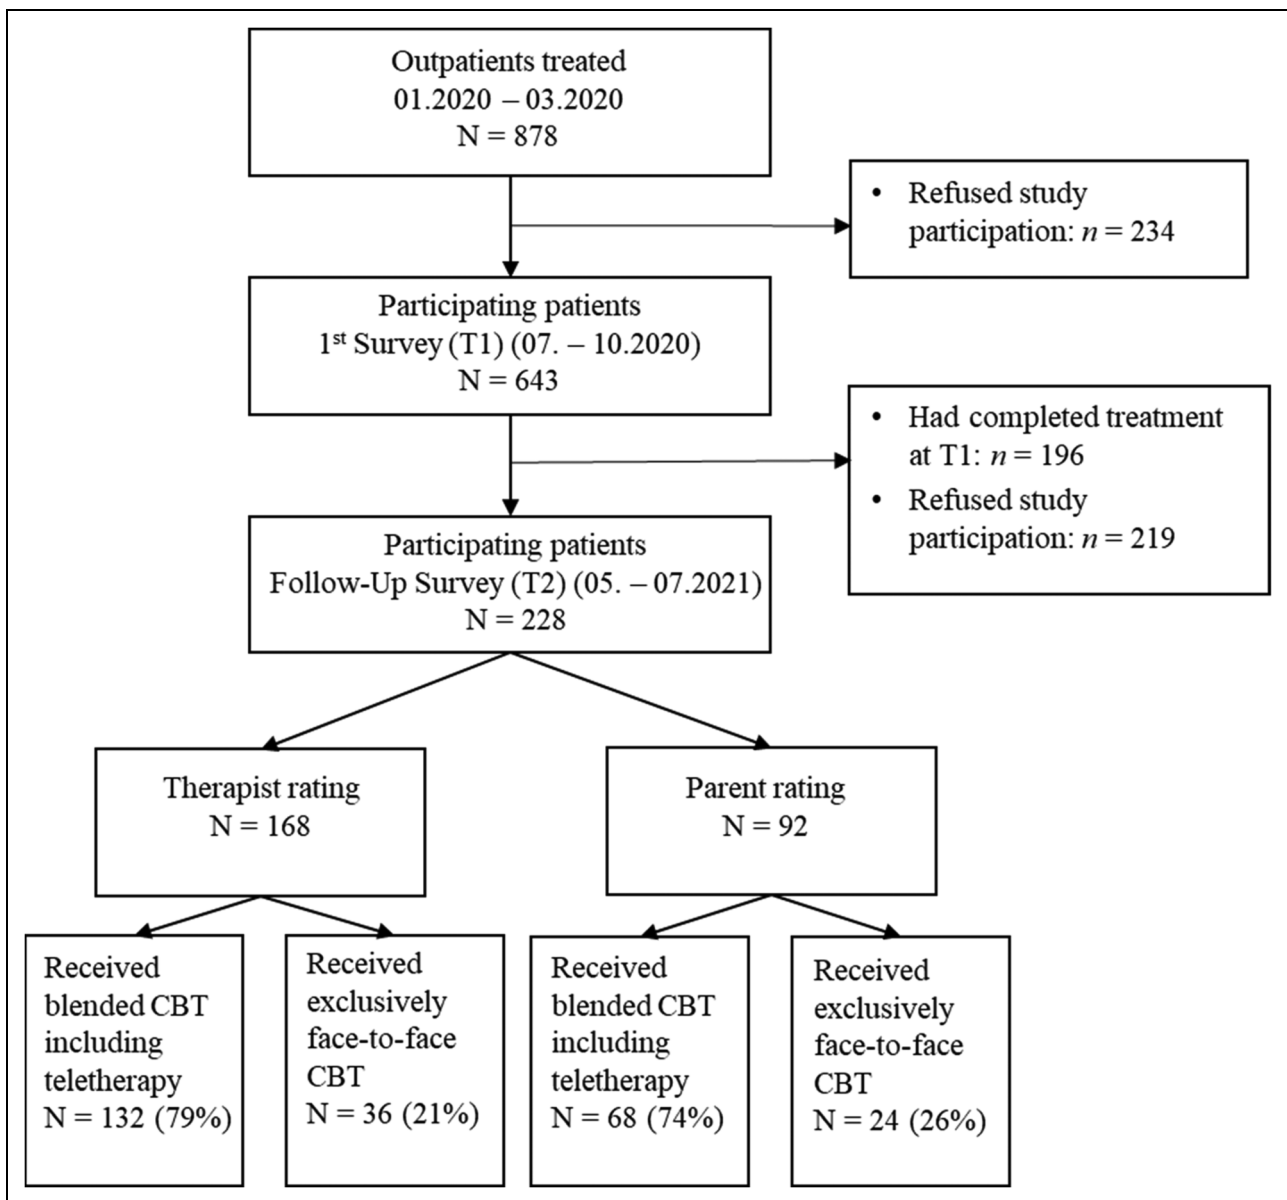 Outpatients treated
01.2020 – 03.2020
N = 878
• Refused study
participation: n = 234
Participating patients
1st Survey (T1) (07. – 10.2020)
N = 643
• Had completed treatment
at T1: n = 196
• Refused study
participation: n = 219
Participating patients
Follow-Up Survey (T2) (05. – 07.2021)
N = 228
Therapist rating
N = 168
Parent rating
N = 92
Received
blended CBT
including
teletherapy
N = 132 (79%)
Received
exclusively
face-to-face
CBT
N = 36 (21%)
Received
blended CBT
including
teletherapy
N = 68 (74%)
Received
exclusively
face-to-face
CBT
N = 24 (26%)